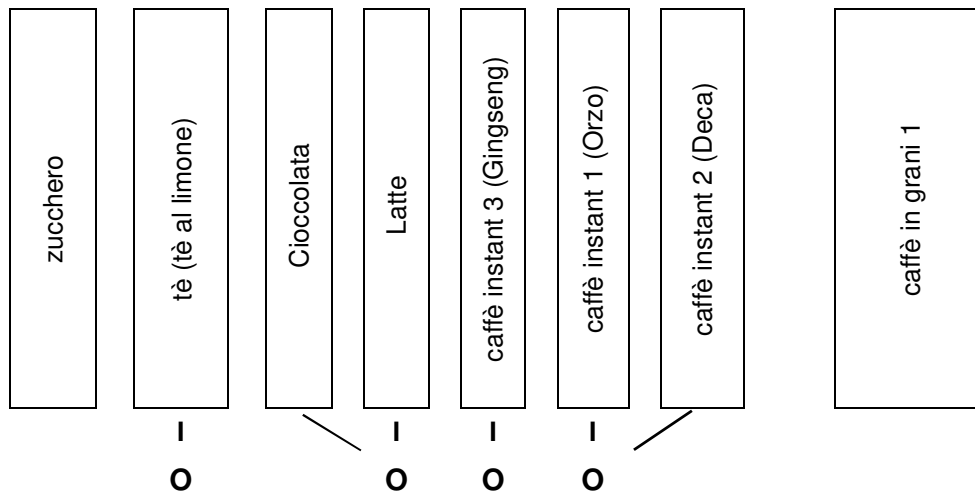 zucchero
tè (tè al limone)
Cioccolata
Latte
caffè instant 3 (Gingseng)
caffè instant 1 (Orzo)
caffè instant 2 (Deca)
caffè in grani 1
I I I I
O O O O